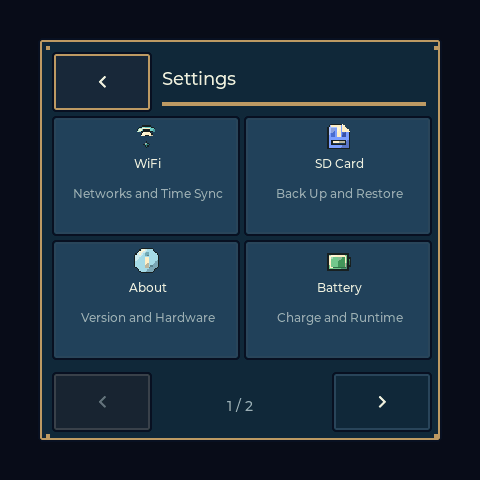 Settings
WiFi
Networks and Time Sync
SD Card
Back Up and Restore
About
Version and Hardware
Battery
Charge and Runtime
1 / 2